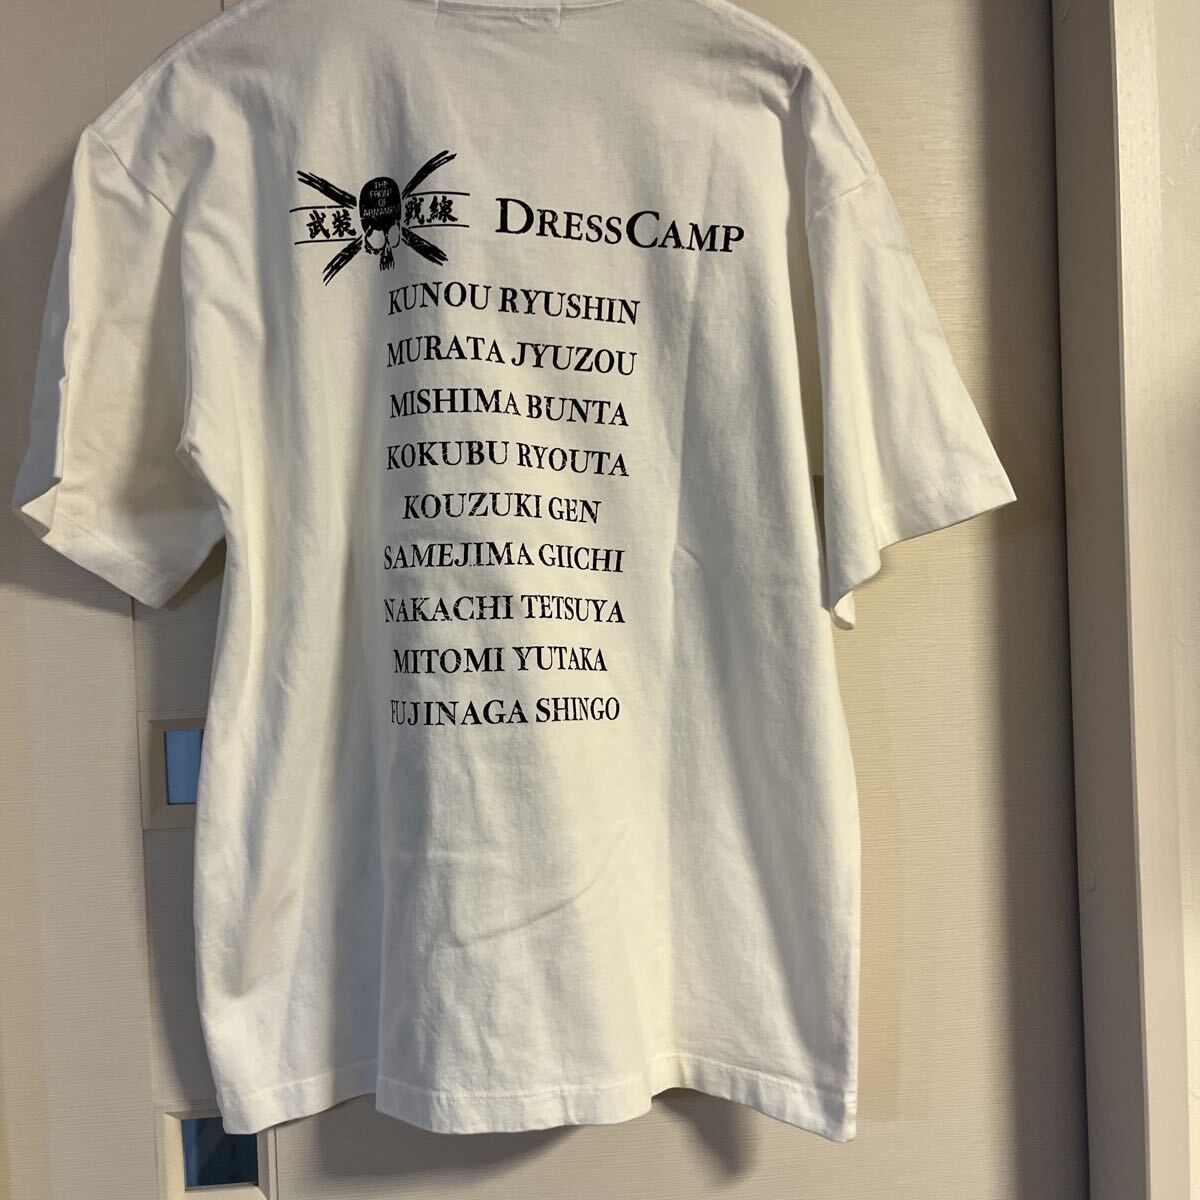 THE
FRONT
OF
ARMAMENT
武装 戦線 DRESSCAMP
KUNOU RYUSHIN
MURATA JYUZOU
MISHIMA BUNTA
KOKUBU RYOUTA
KOUZUKI GEN
SAMEJIMA GIICHI
NAKACHI TETSUYA
MITOMI YUTAKA
FUJINAGA SHINGO